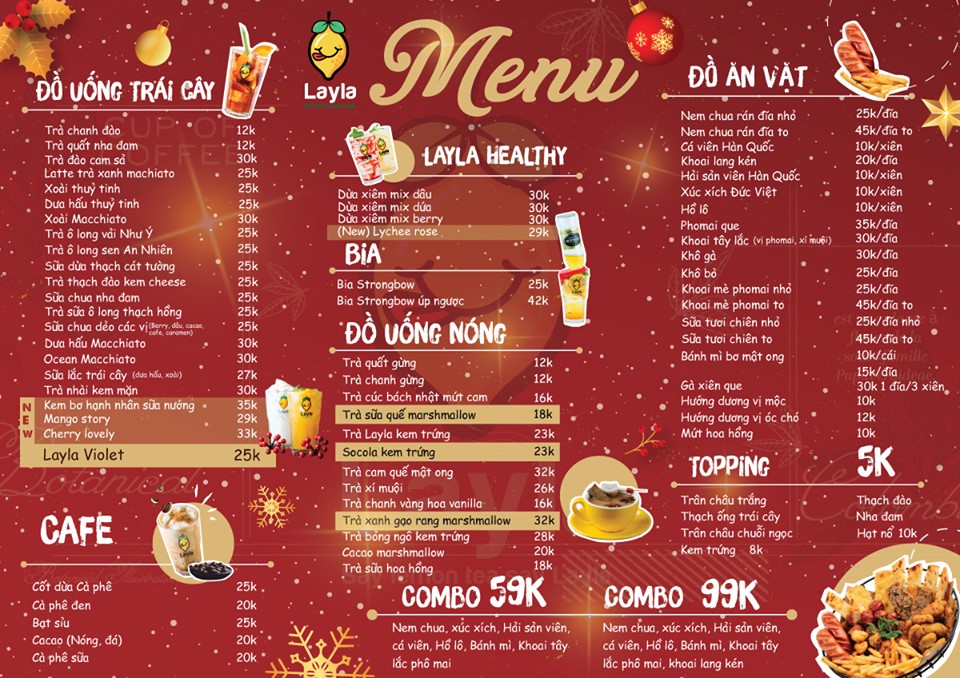 Layla
Menu
ĐỒ UỐNG TRÁI CÂY
Trà chanh đào 12k
Trà quất nha đam 12k
Trà đào cam sả 30k
Latte trà xanh machiato 25k
Xoài thuỷ tinh 25k
Dưa hấu thuỷ tinh 25k
Xoài Macchiato 30k
Trà ô long vải Như Ý 25k
Trà ô long sen An Nhiên 25k
Sữa dừa thạch cát tường 25k
Trà thạch đào kem cheese 25k
Sữa chua nha đam 25k
Trà sữa ô long thạch hồng 25k
Sữa chua dẻo các vị (Berry, dâu, cacao, cafe, caramen) 25k
Dưa hấu Macchiato 30k
Ocean Macchiato 30k
Sữa lắc trái cây (dưa hấu, xoài) 27k
Trà nhài kem mặn 30k
NEW
Kem bơ hạnh nhân sữa nướng 35k
Mango story 29k
Cherry lovely 33k
Layla Violet 25k
CAFE
Cốt dừa Cà phê 25k
Cà phê đen 20k
Bạt sỉu 25k
Cacao (Nóng, đá) 20k
Cà phê sữa 20k
LAYLA HEALTHY
Dừa xiêm mix dâu 30k
Dừa xiêm mix dứa 30k
Dừa xiêm mix berry 30k
(New) Lychee rose 29k
BIA
Bia Strongbow 25k
Bia Strongbow úp ngược 42k
ĐỒ UỐNG NÓNG
Trà quất gừng 12k
Trà chanh gừng 12k
Trà cúc bách nhật mứt cam 16k
Trà sữa quế marshmallow 18k
Trà Layla kem trứng 23k
Socola kem trứng 23k
Trà cam quế mật ong 32k
Trà xí muội 26k
Trà chanh vàng hoa vanilla 16k
Trà xanh gạo rang marshmallow 32k
Trà bỏng ngô kem trứng 28k
Cacao marshmallow 20k
Trà sữa hoa hồng 18k
COMBO 59K
Nem chua, xúc xích, Hải sản viên,
cá viên, Hồ lô, Bánh mì, Khoai tây
lắc phô mai
COMBO 99K
Nem chua, xúc xích, Hải sản viên,
cá viên, Hồ lô, Bánh mì, Khoai tây
lắc phô mai, khoai lang kén
ĐỒ ĂN VẶT
Nem chua rán đĩa nhỏ 25k/đĩa
Nem chua rán đĩa to 45k/đĩa to
Cá viên Hàn Quốc 10k/xiên
Khoai lang kén 20k/đĩa
Hải sản viên Hàn Quốc 10k/xiên
Xúc xích Đức Việt 10k/xiên
Hồ lô 10k/xiên
Phomai que 35k/đĩa
Khoai tây lắc (vị phomai, xí muội) 30k/đĩa
Khô gà 30k/đĩa
Khô bò 25k/đĩa
Khoai mè phomai nhỏ 25k/đĩa
Khoai mè phomai to 45k/đĩa to
Sữa tươi chiên nhỏ 25k/đĩa nhỏ
Sữa tươi chiên to 45k/đĩa to
Bánh mì bơ mật ong 10k/cái
15k/đĩa
Gà xiên que 30k 1 đĩa/3 xiên
Hướng dương vị mộc 10k
Hướng dương vị óc chó 12k
Mứt hoa hồng 10k
TOPPING 5K
Trân châu trắng Thạch đào
Thạch ống trái cây Nha đam
Trân châu chuỗi ngọc Hạt nổ 10k
Kem trứng 8k